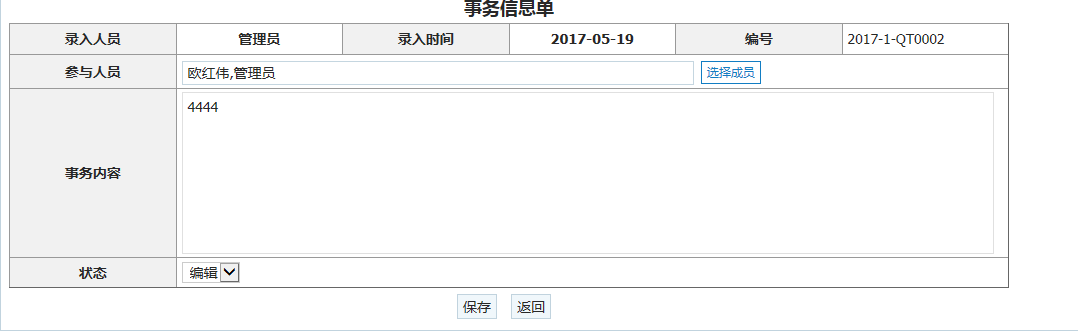 事务信息单
录入人员 管理员 录入时间 2017-05-19 编号 2017-1-QT0002
参与人员 欧红伟,管理员 选择成员
事务内容 4444
状态 编辑
保存 返回